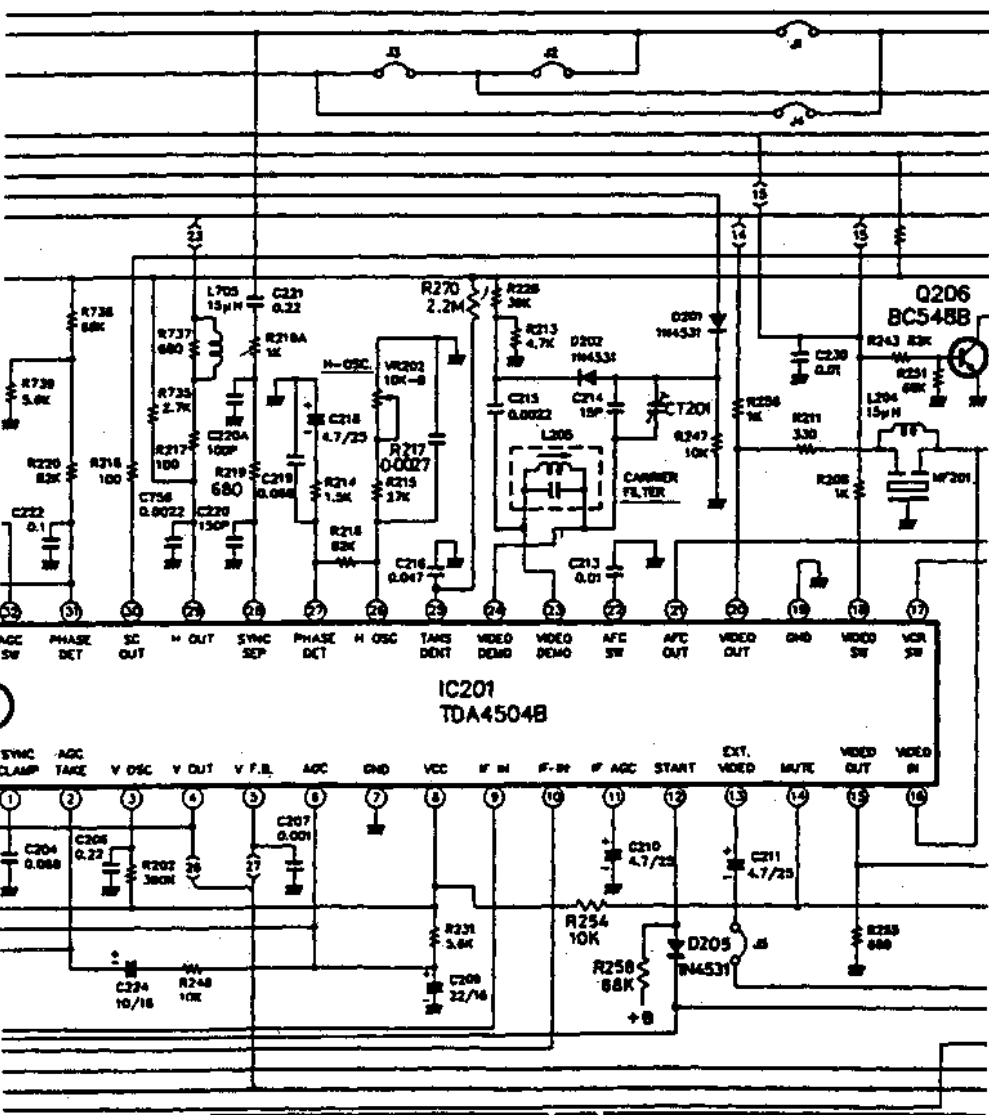 J3
J2
J4
15
23
14
15
L705
15µH
C221
0.22
R270
2.2M
R226
39K
Q206
BC548B
R736
68K
R737
680
R218A
1K
R213
4.7K
D202
1N4531
D201
1N4531
C230
0.01
R243 82K
R251
68K
H-OSC.
VR202
10K-B
R739
5.6K
R735
2.7K
C218
4.7/25
C215
0.0022
C214
15P
CT201
R256
1K
L204
15µH
R211
330
L205
R217
100
C220A
100P
R217
0.0027
R247
10K
R220
82K
R216
100
R219
680
C219
0.068
R214
1.5K
R215
27K
CARRIER
FILTER
R208
1K
MF201
C222
0.1
C756
0.0022
C220
150P
R218
82K
C216
0.047
C213
0.01
32
31
30
29
28
27
26
25
24
23
22
21
20
19
18
17
AGC
SW
PHASE
DET
SC
OUT
H OUT
SYNC
SEP
PHASE
DET
H OSC
TANS
DENT
VIDEO
DEMO
VIDEO
DEMO
AFC
SW
AFC
OUT
VIDEO
OUT
GND
VIDEO
SW
VCR
SW
IC201
TDA4504B
SYNC
CLAMP
AGC
TAKE
V OSC
V OUT
V F.B.
AGC
GND
VCC
IF IN
IF-IN
IF AGC
START
EXT.
VIDEO
MUTE
VIDEO
OUT
VIDEO
IN
1
2
3
4
5
6
7
8
9
10
11
12
13
14
15
16
C204
0.068
C206
0.22
R202
390K
26
27
C207
0.001
+
-
C210
4.7/25
+
-
C211
4.7/25
R231
5.6K
R254
10K
+
C224
10/16
R248
10K
+
-
C209
22/16
R258
68K
+B
D205
1N4531
J5
R255
680